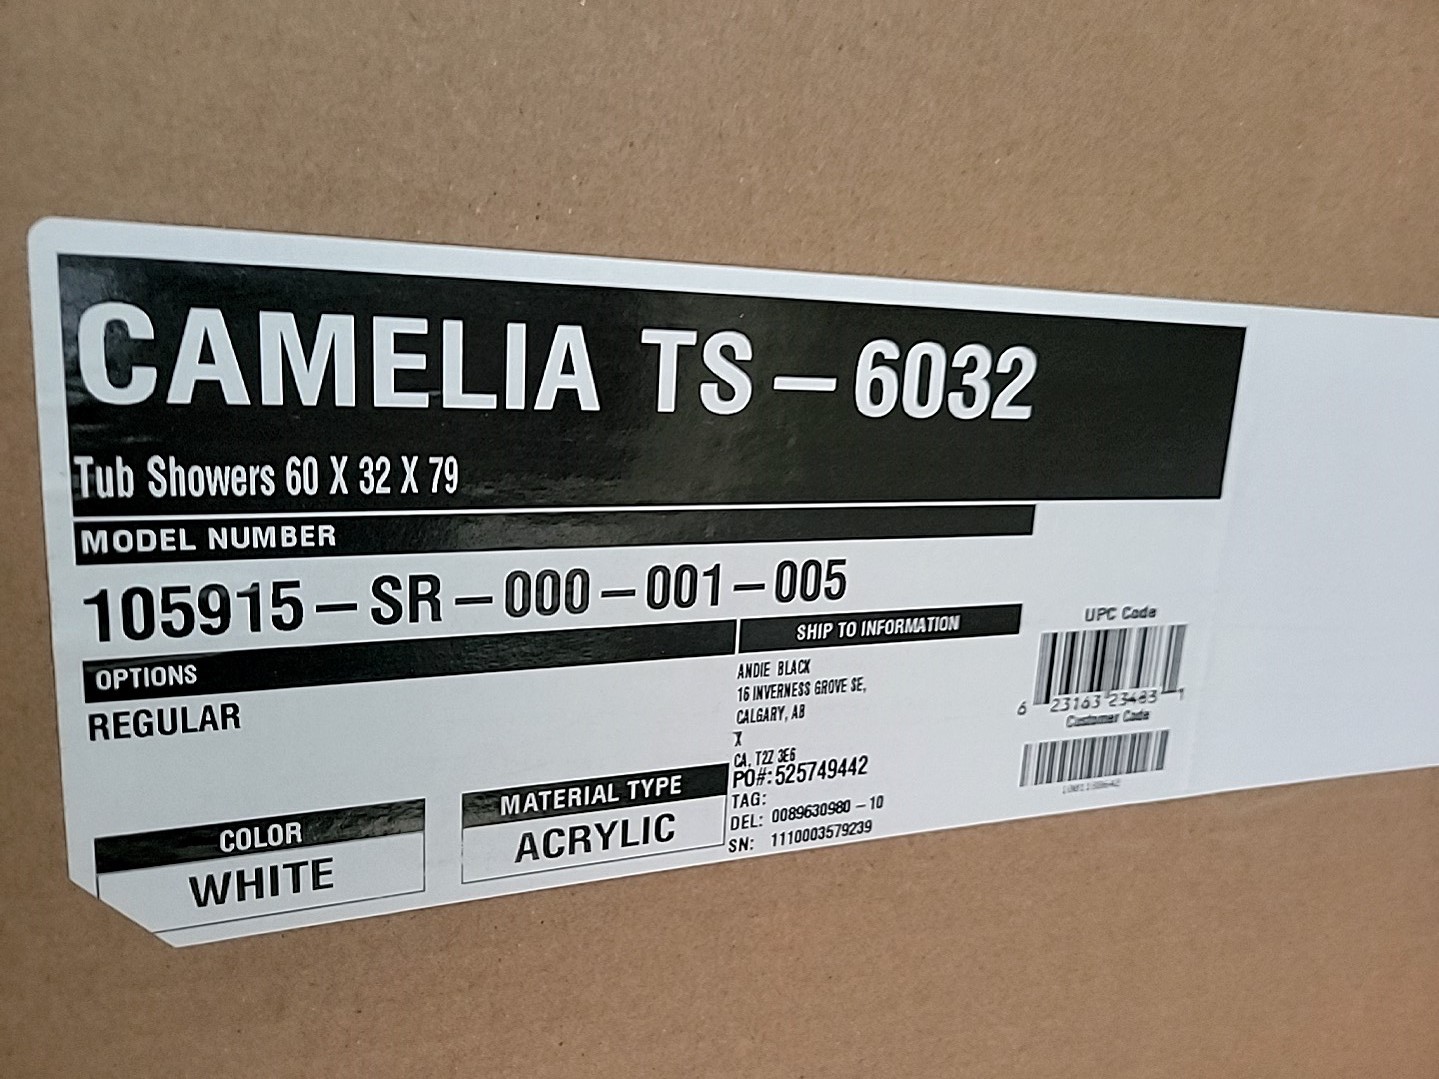 CAMELIA TS – 6032
Tub Showers 60 X 32 X 79
MODEL NUMBER
105915 – SR – 000 – 001 – 005
OPTIONS
REGULAR
SHIP TO INFORMATION
ANDIE BLACK
16 INVERNESS GROVE SE,
CALGARY, AB
X
CA, T2Z 3E6
PO#: 525749442
TAG:
DEL: 0089630980 – 10
SN: 1110003579239
UPC Code
6 23163 23483 1
Customer Code
COLOR
WHITE
MATERIAL TYPE
ACRYLIC